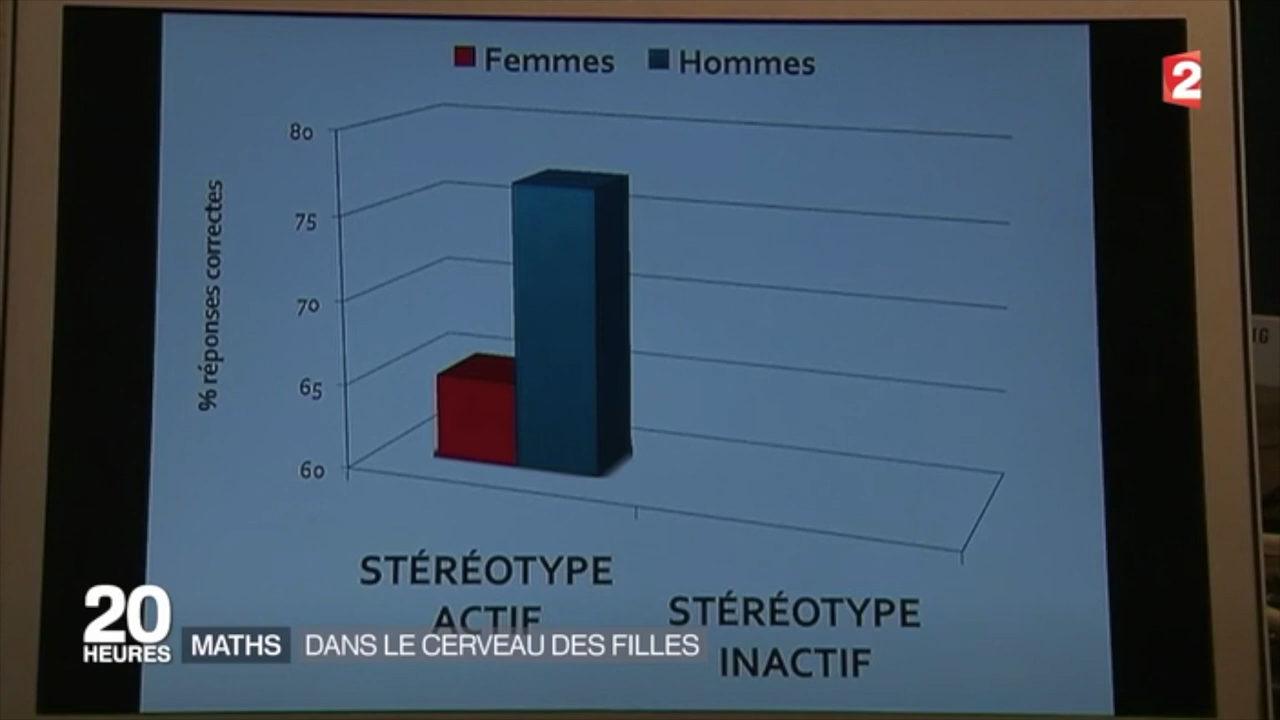 Femmes Hommes
2
80
75
70
65
60
% réponses correctes
STÉRÉOTYPE
ACTIF
STÉRÉOTYPE
INACTIF
20
HEURES
MATHS DANS LE CERVEAU DES FILLES